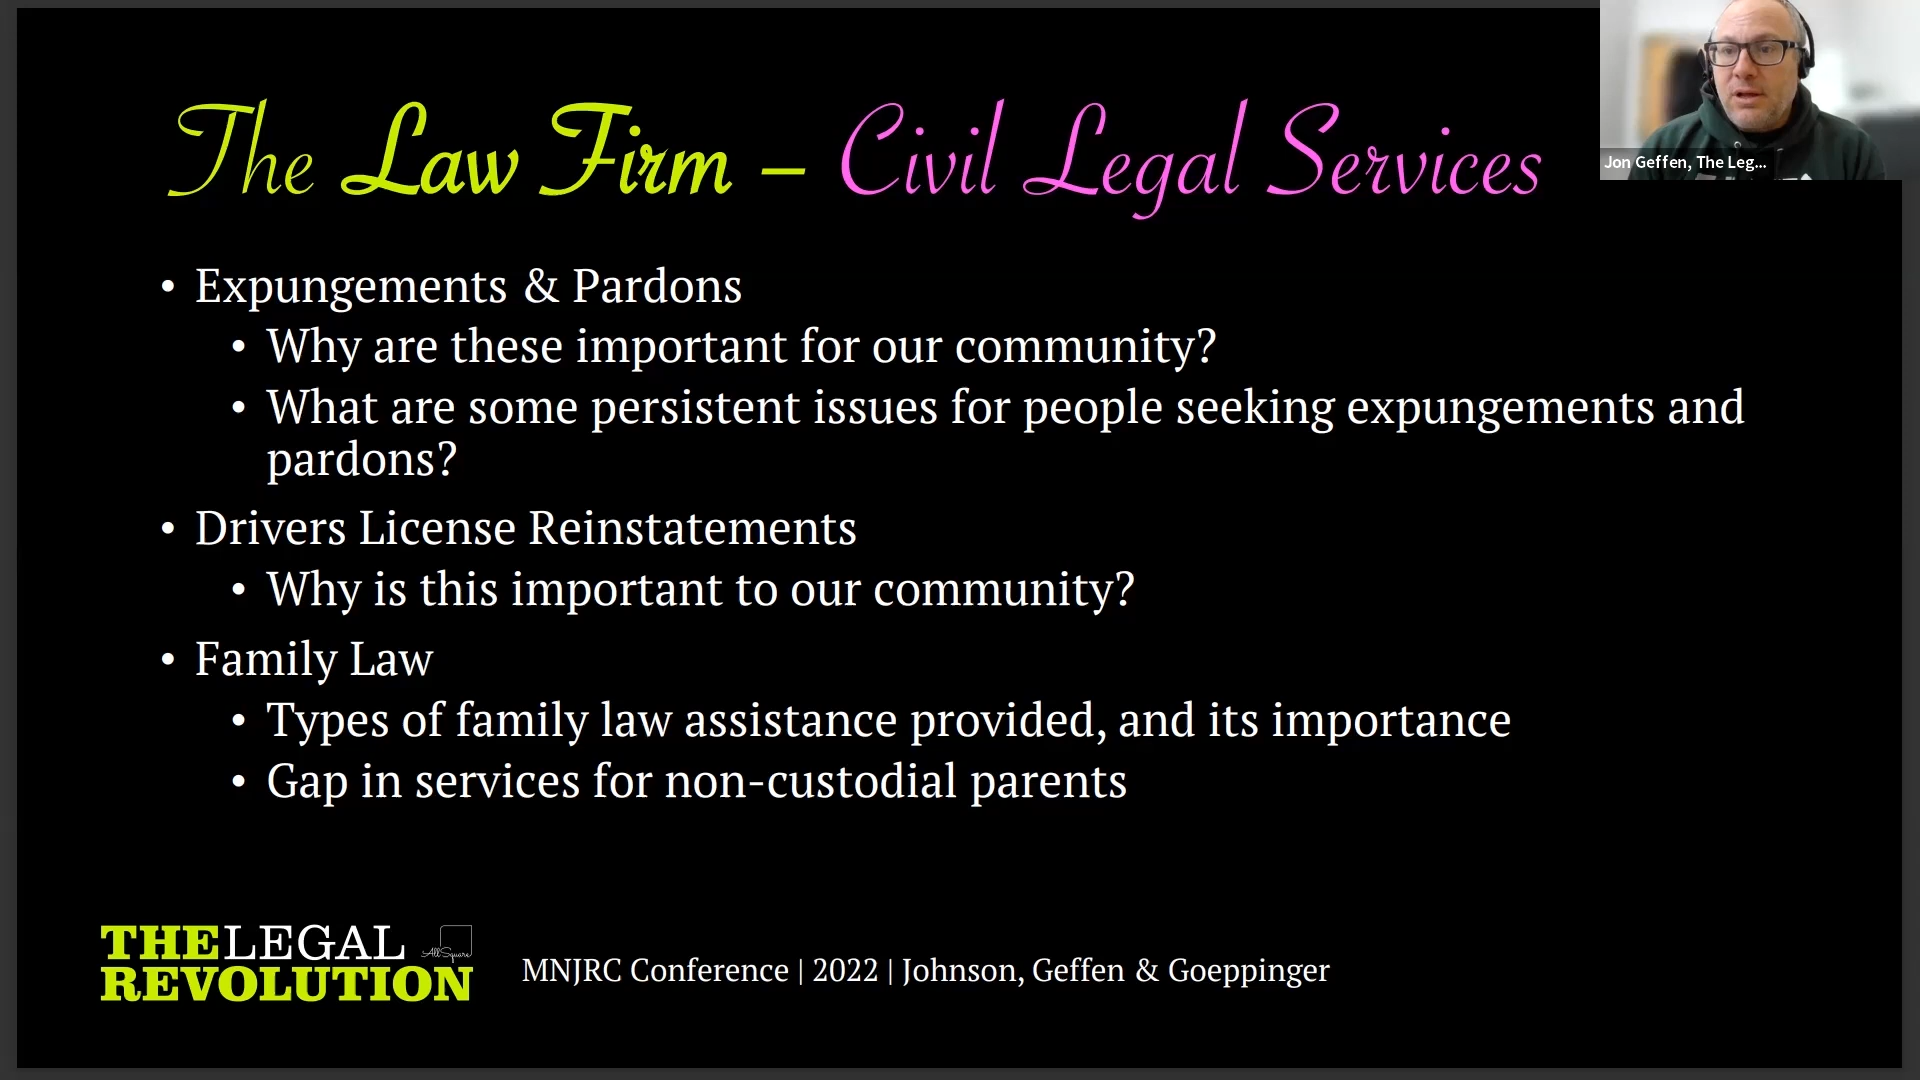 The Law Firm – Civil Legal Services
Jon Geffen, The Leg...
• Expungements & Pardons
• Why are these important for our community?
• What are some persistent issues for people seeking expungements and
pardons?
• Drivers License Reinstatements
• Why is this important to our community?
• Family Law
• Types of family law assistance provided, and its importance
• Gap in services for non-custodial parents
THE LEGAL
AllSquare
REVOLUTION
MNJRC Conference | 2022 | Johnson, Geffen & Goeppinger